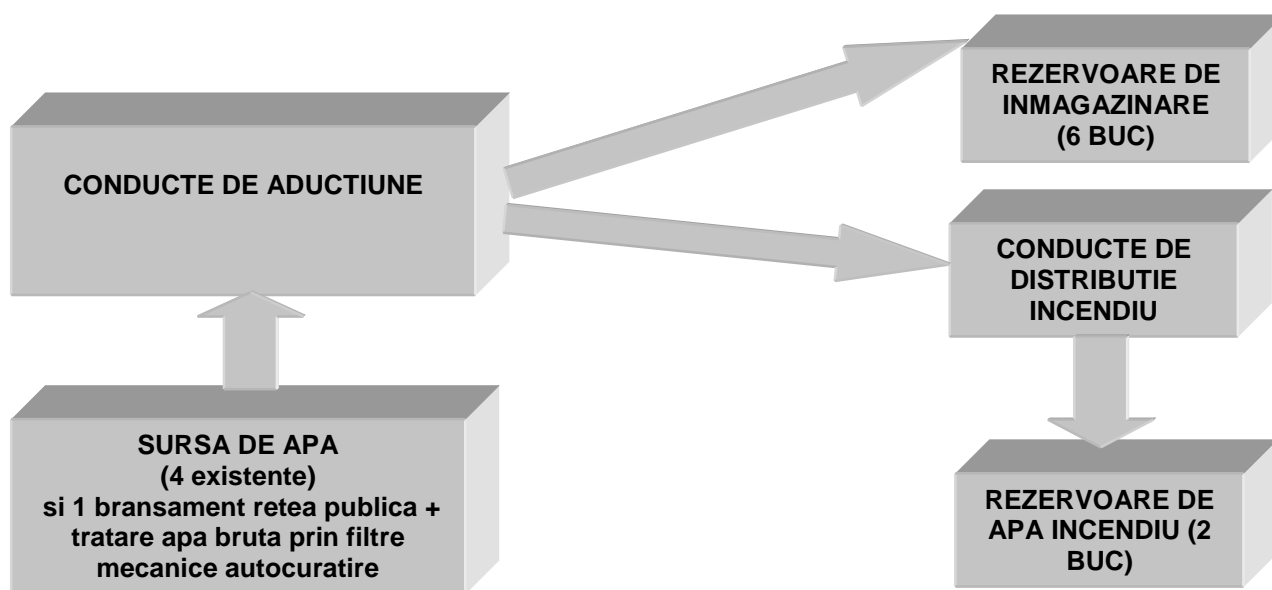 CONDUCTE DE ADUCTIUNE
SURSA DE APA
(4 existente)
si 1 bransament retea publica +
tratare apa bruta prin filtre
mecanice autocuratire
REZERVOARE DE
INMAGAZINARE
(6 BUC)
CONDUCTE DE
DISTRIBUTIE
INCENDIU
REZERVOARE DE
APA INCENDIU (2
BUC)